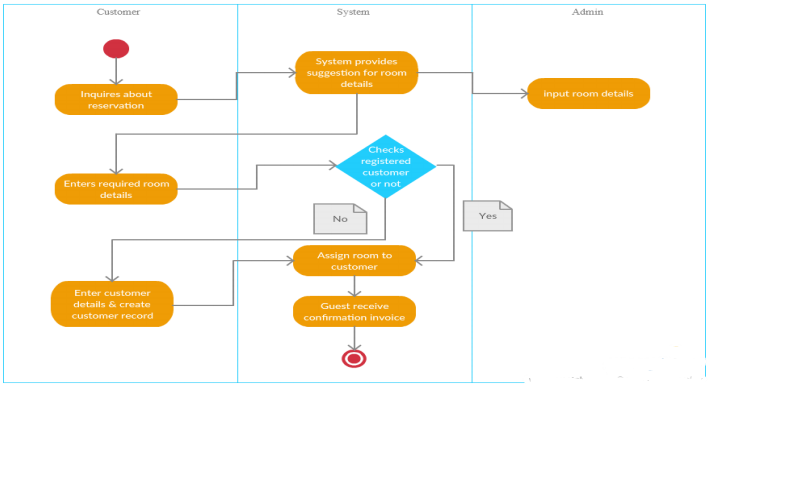 Customer
System
Admin
System provides
suggestion for room
details
Inquires about
reservation
input room details
Checks
registered
customer
or not
Enters required room
details
No
Yes
Assign room to
customer
Enter customer
details & create
customer record
Guest receive
confirmation invoice